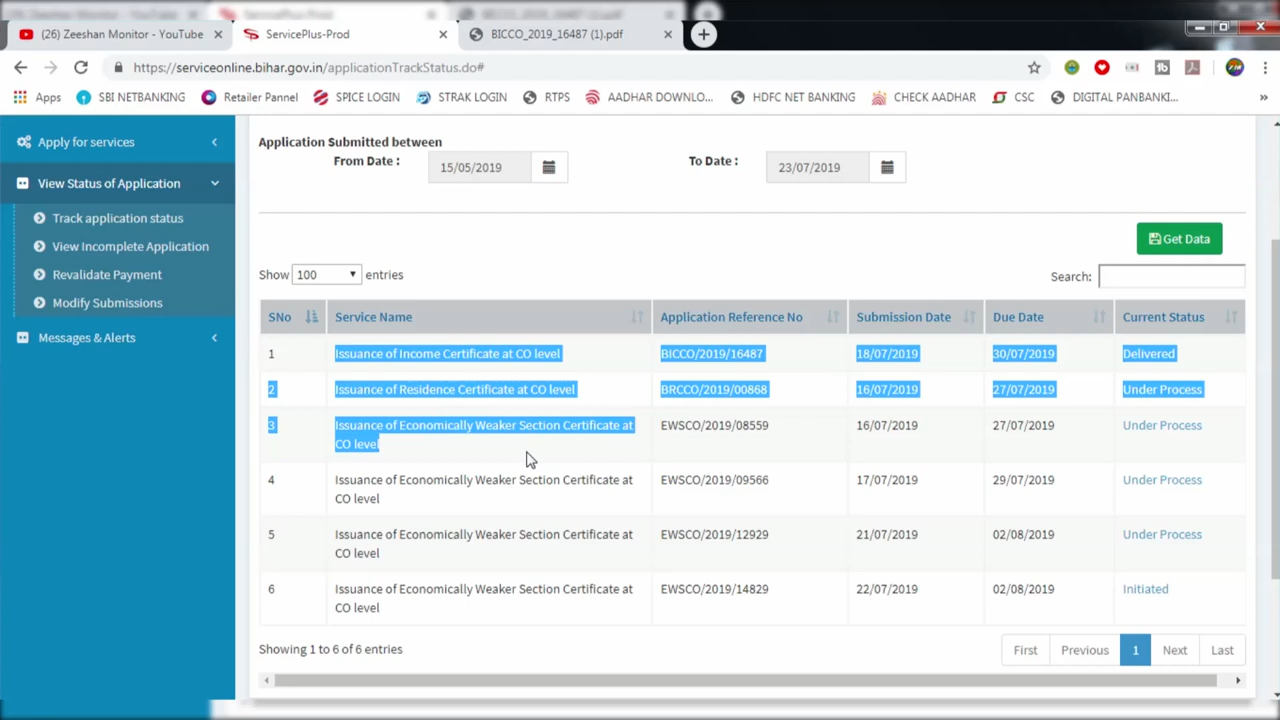 (26) Zeeshan Monitor - YouTube
ServicePlus-Prod
BICCO_2019_16487 (1).pdf
https://serviceonline.bihar.gov.in/applicationTrackStatus.do#
Apps
SBI NETBANKING
Retailer Pannel
SPICE LOGIN
STRAK LOGIN
RTPS
AADHAR DOWNLO...
HDFC NET BANKING
CHECK AADHAR
CSC
DIGITAL PANBANKI...
»
Apply for services
View Status of Application
Track application status
View Incomplete Application
Revalidate Payment
Modify Submissions
Messages & Alerts
Application Submitted between
From Date : 15/05/2019 To Date : 23/07/2019
Get Data
Show 100 entries
Search:
SNo Service Name Application Reference No Submission Date Due Date Current Status
1 Issuance of Income Certificate at CO level BICCO/2019/16487 18/07/2019 30/07/2019 Delivered
2 Issuance of Residence Certificate at CO level BRCCO/2019/00868 16/07/2019 27/07/2019 Under Process
3 Issuance of Economically Weaker Section Certificate at EWSCO/2019/08559 16/07/2019 27/07/2019 Under Process
CO level
4 Issuance of Economically Weaker Section Certificate at EWSCO/2019/09566 17/07/2019 29/07/2019 Under Process
CO level
5 Issuance of Economically Weaker Section Certificate at EWSCO/2019/12929 21/07/2019 02/08/2019 Under Process
CO level
6 Issuance of Economically Weaker Section Certificate at EWSCO/2019/14829 22/07/2019 02/08/2019 Initiated
CO level
Showing 1 to 6 of 6 entries
First Previous 1 Next Last